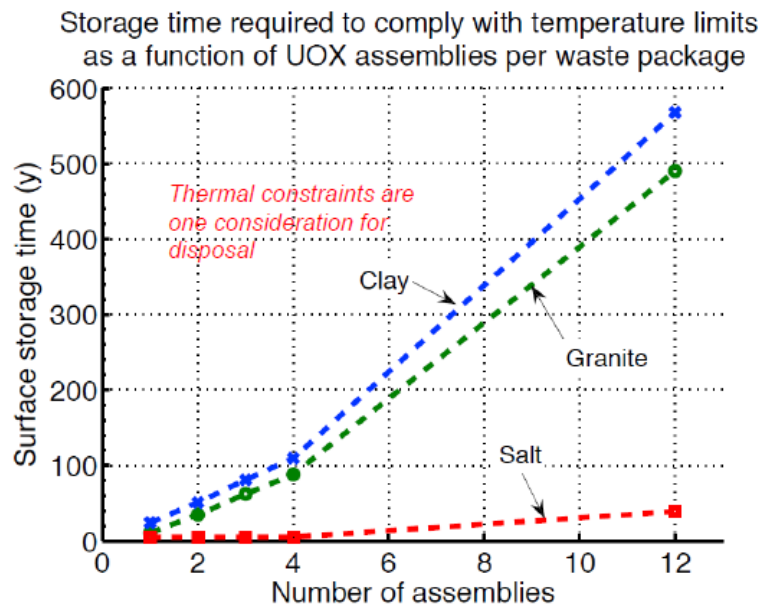 Storage time required to comply with temperature limits
as a function of UOX assemblies per waste package
600
500
400
300
200
100
0
Surface storage time (y)
Thermal constraints are
one consideration for
disposal
Clay
Granite
Salt
0
2
4
6
8
10
12
Number of assemblies